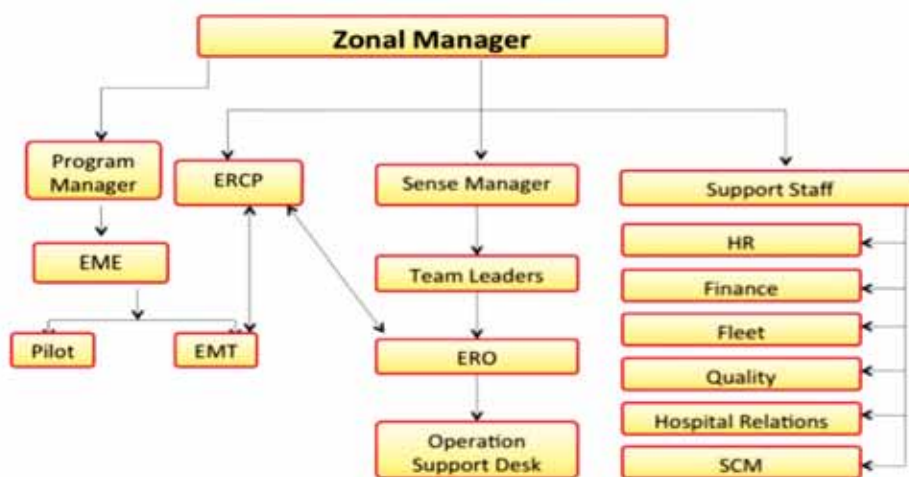 Zonal Manager
Program
Manager
ERCP
Sense Manager
Support Staff
EME
Team Leaders
HR
Finance
Pilot
EMT
ERO
Fleet
Quality
Operation
Support Desk
Hospital Relations
SCM